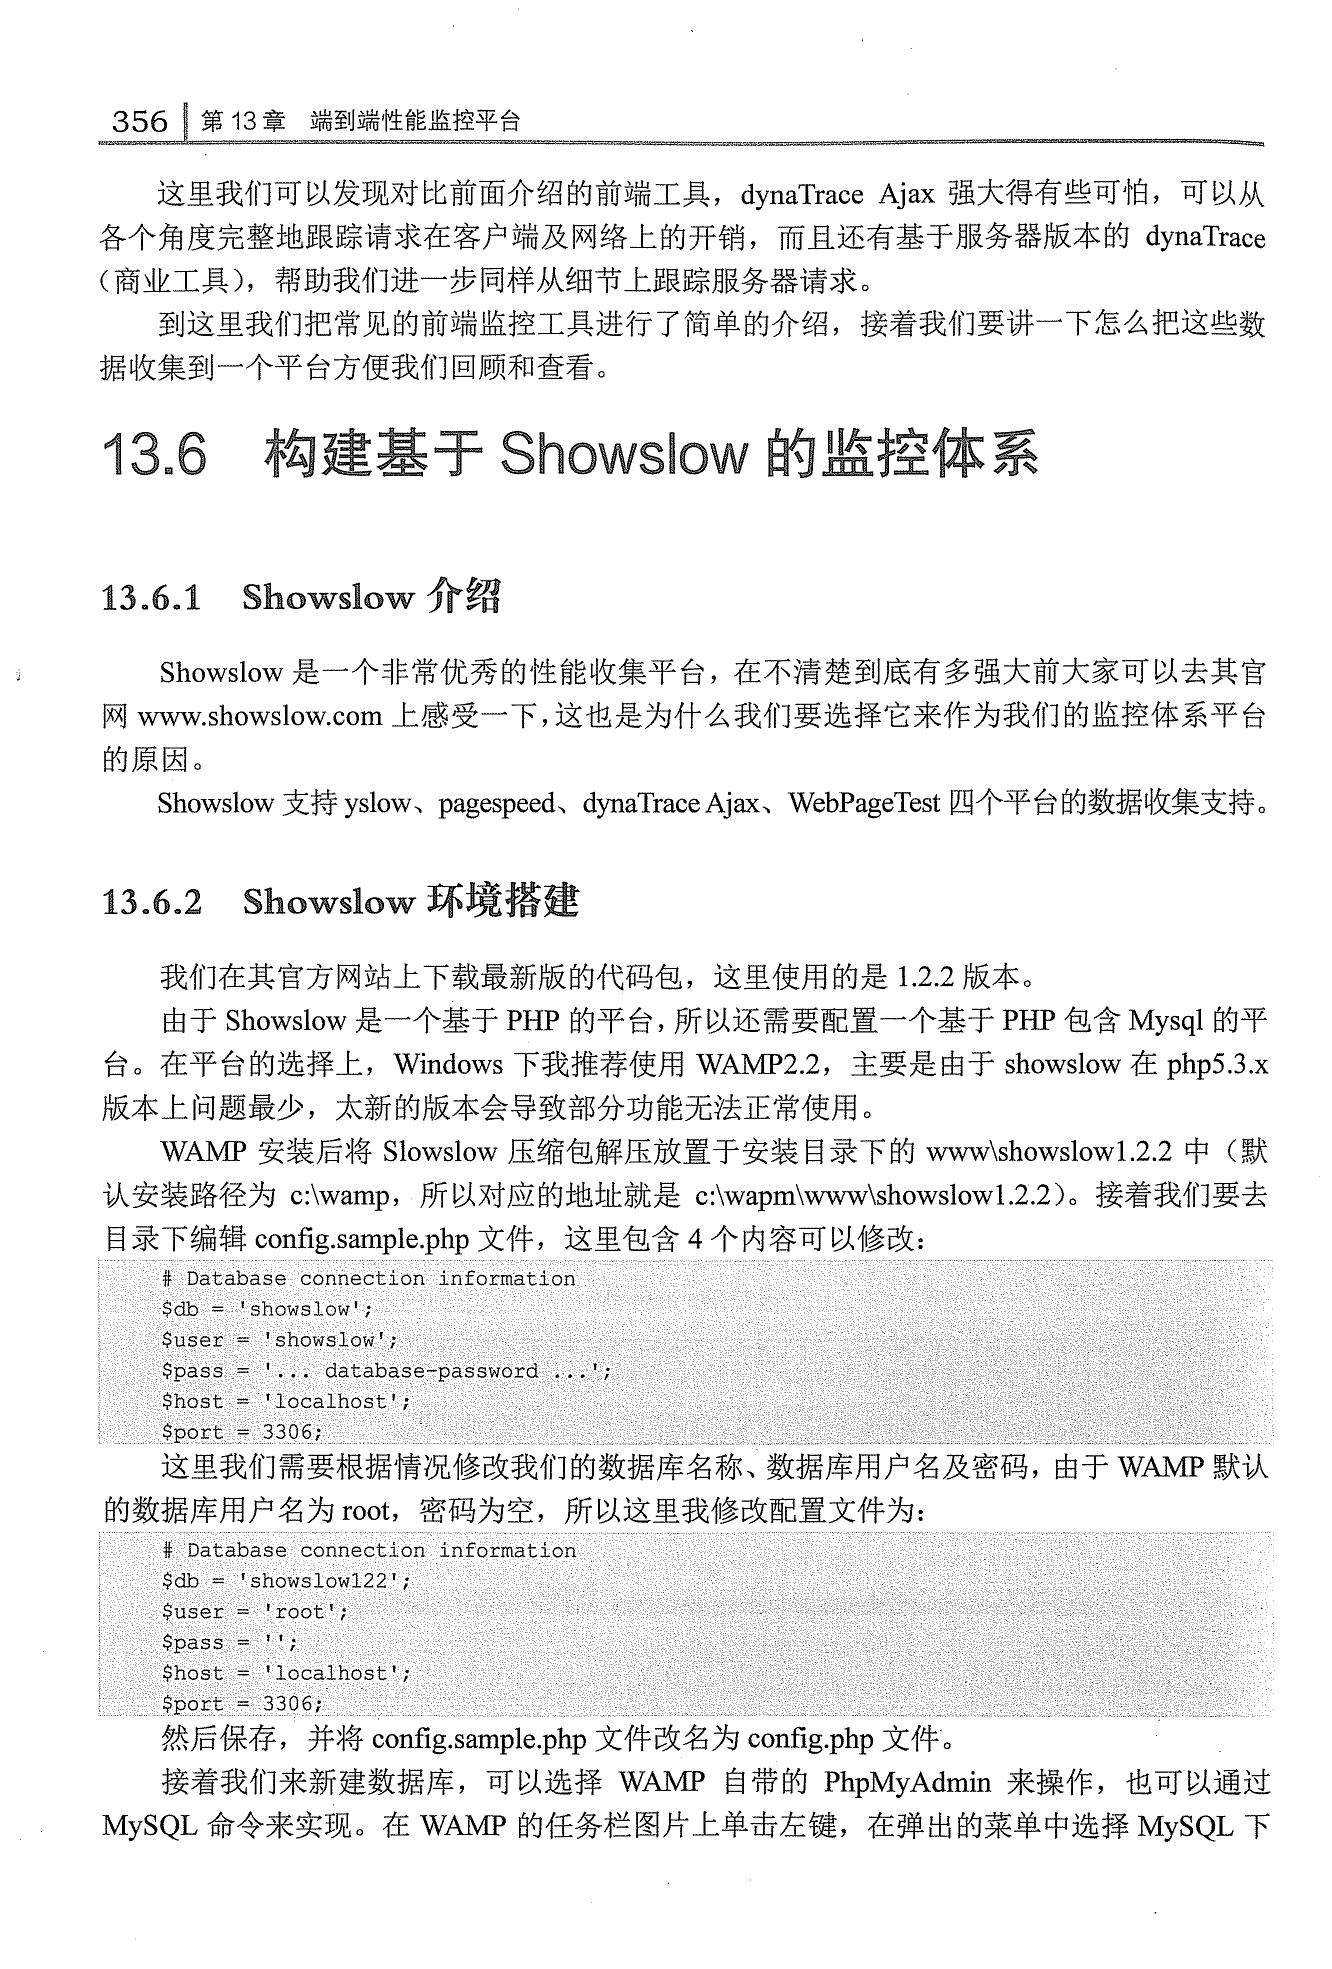 356 第 13 章 端到端性能监控平台
这里我们可以发现对比前面介绍的前端工具，dynaTrace Ajax 强大得有些可怕，可以从
各个角度完整地跟踪请求在客户端及网络上的开销，而且还有基于服务器版本的 dynaTrace
（商业工具），帮助我们进一步同样从细节上跟踪服务器请求。
到这里我们把常见的前端监控工具进行了简单的介绍，接着我们要讲一下怎么把这些数
据收集到一个平台方便我们回顾和查看。
13.6 构建基于 Showslow 的监控体系
13.6.1 Showslow 介绍
Showslow 是一个非常优秀的性能收集平台，在不清楚到底有多强大前大家可以去其官
网 www.showslow.com 上感受一下，这也是为什么我们要选择它来作为我们的监控体系平台
的原因。
Showslow 支持 yslow、pagespeed、dynaTrace Ajax、WebPageTest 四个平台的数据收集支持。
13.6.2 Showslow 环境搭建
我们在其官方网站上下载最新版的代码包，这里使用的是 1.2.2 版本。
由于 Showslow 是一个基于 PHP 的平台，所以还需要配置一个基于 PHP 包含 Mysql 的平
台。在平台的选择上，Windows 下我推荐使用 WAMP2.2，主要是由于 showslow 在 php5.3.x
版本上问题最少，太新的版本会导致部分功能无法正常使用。
WAMP 安装后将 Slowslow 压缩包解压放置于安装目录下的 www\showslow1.2.2 中（默
认安装路径为 c:\wamp，所以对应的地址就是 c:\wapm\www\showslow1.2.2）。接着我们要去
目录下编辑 config.sample.php 文件，这里包含 4 个内容可以修改：
# Database connection information
$db = 'showslow';
$user = 'showslow';
$pass = '... database-password ...';
$host = 'localhost';
$port = 3306;
这里我们需要根据情况修改我们的数据库名称、数据库用户名及密码，由于 WAMP 默认
的数据库用户名为 root，密码为空，所以这里我修改配置文件为：
# Database connection information
$db = 'showslow122';
$user = 'root';
$pass = '';
$host = 'localhost';
$port = 3306;
然后保存，并将 config.sample.php 文件改名为 config.php 文件。
接着我们来新建数据库，可以选择 WAMP 自带的 PhpMyAdmin 来操作，也可以通过
MySQL 命令来实现。在 WAMP 的任务栏图片上单击左键，在弹出的菜单中选择 MySQL 下